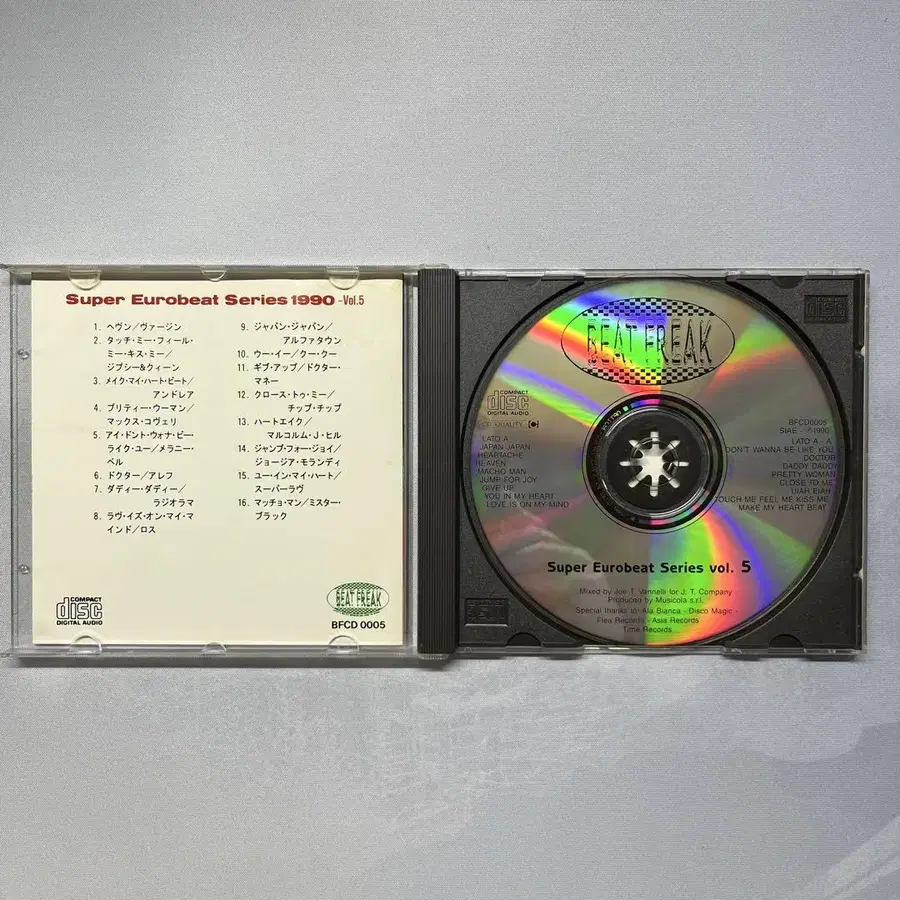 Super Eurobeat Series 1990 -Vol.5
1. ヘヴン/ヴァージン
2. タッチ・ミー・フィール・
ミー・キス・ミー/
ジプシー&クィーン
3. メイク・マイ・ハート・ビート/
アンドレア
4. プリティー・ウーマン/
マックス・コヴェリ
5. アイ・ドント・ウォナ・ビー・
ライク・ユー/メラニー・
ベル
6. ドクター/アレフ
7. ダディー・ダディー/
ラジオラマ
8. ラヴ・イズ・オン・マイ・マ
インド/ロス
9. ジャパン・ジャパン/
アルファタウン
10. ウー・イー/クー・クー
11. ギブ・アップ/ドクター・
マネー
12. クロース・トゥ・ミー/
チップ・チップ
13. ハートエイク/
マルコルム・J・ヒル
14. ジャンプ・フォー・ジョイ/
ジョージア・モランディ
15. ユー・イン・マイ・ハート/
スーパーラヴ
16. マッチョ・マン/ミスター・
ブラック
COMPACT
disc
DIGITAL AUDIO
BEAT FREAK
BFCD 0005
BEAT FREAK
COMPACT
disc
DIGITAL AUDIO
QUALITY
LATO A
JAPAN JAPAN
HEARTACHE
HEAVEN
MACHO MAN
JUMP FOR JOY
GIVE UP
YOU IN MY HEART
LOVE IS ON MY MIND
BFCD0005
SIAE - ℗1990
LATO A - A
DON'T WANNA BE LIKE YOU
DOCTOR
DADDY DADDY
PRETTY WOMAN
CLOSE TO ME
UIAH EIAH
TOUCH ME FEEL ME KISS ME
MAKE MY HEART BEAT
Super Eurobeat Series vol. 5
Mixed by Joe T. Vannelli for J. T. Company
Produced by Musicola s.r.l.
Special thanks to: Ala Bianca - Disco Magic -
Flea Records - Asia Records
Time Records
COMPACT
disc
DIGITAL AUDIO